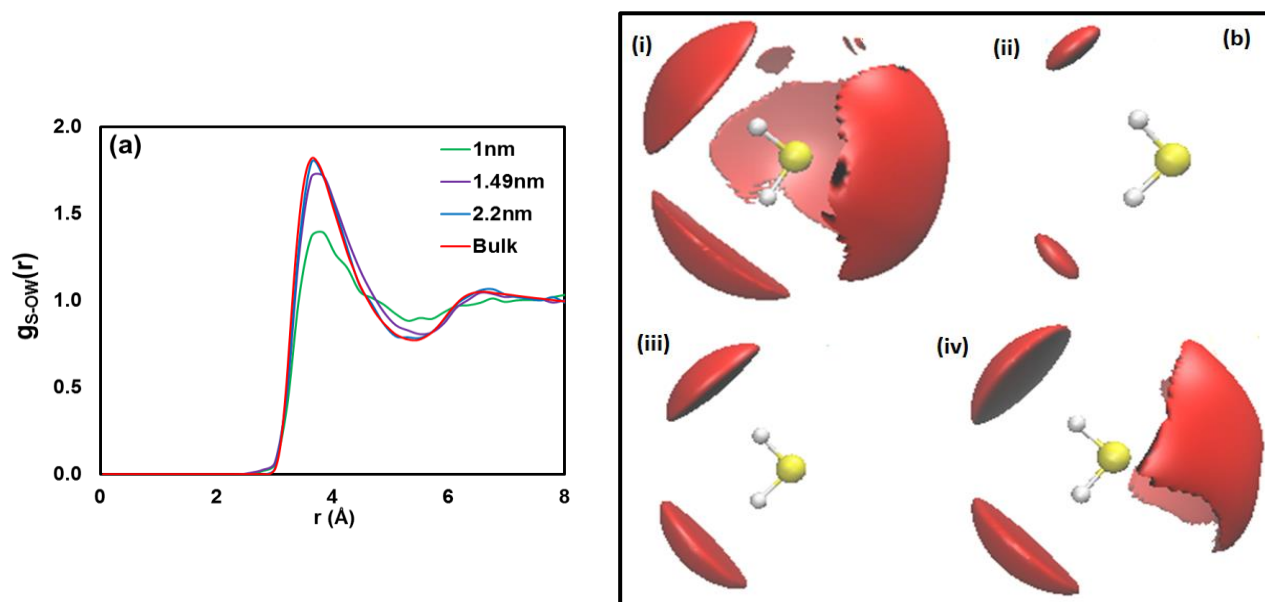 (a)
2.0
1.5
1.0
0.5
0.0
gS-OW(r)
1nm
1.49nm
2.2nm
Bulk
0 2 4 6 8
r (Å)
(i) (ii) (b)
(iii) (iv)